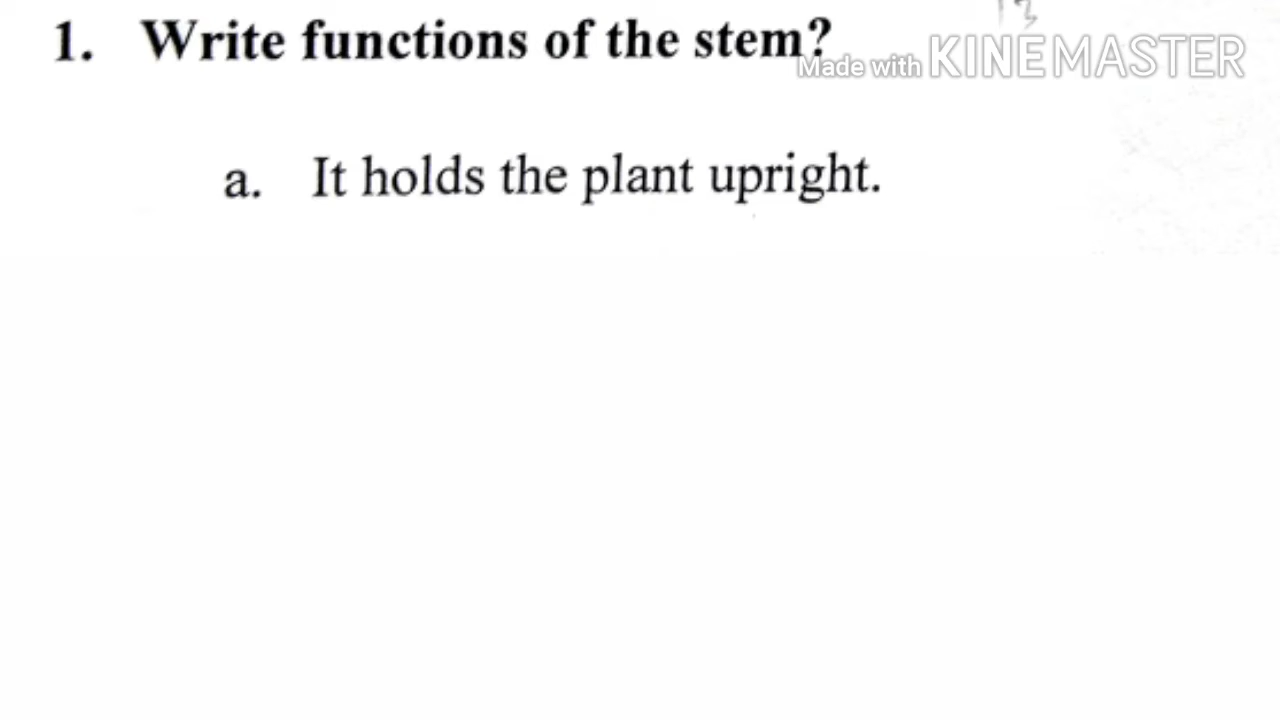 1. Write functions of the stem?
Made with KINEMASTER
a. It holds the plant upright.